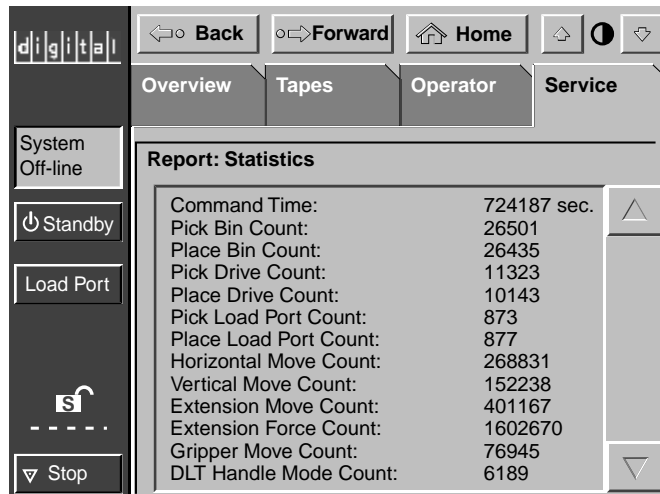 digital
Back Forward Home
Overview Tapes Operator Service
System
Off-line
Standby
Load Port
S
Stop
Report: Statistics
Command Time: 724187 sec.
Pick Bin Count: 26501
Place Bin Count: 26435
Pick Drive Count: 11323
Place Drive Count: 10143
Pick Load Port Count: 873
Place Load Port Count: 877
Horizontal Move Count: 268831
Vertical Move Count: 152238
Extension Move Count: 401167
Extension Force Count: 1602670
Gripper Move Count: 76945
DLT Handle Mode Count: 6189